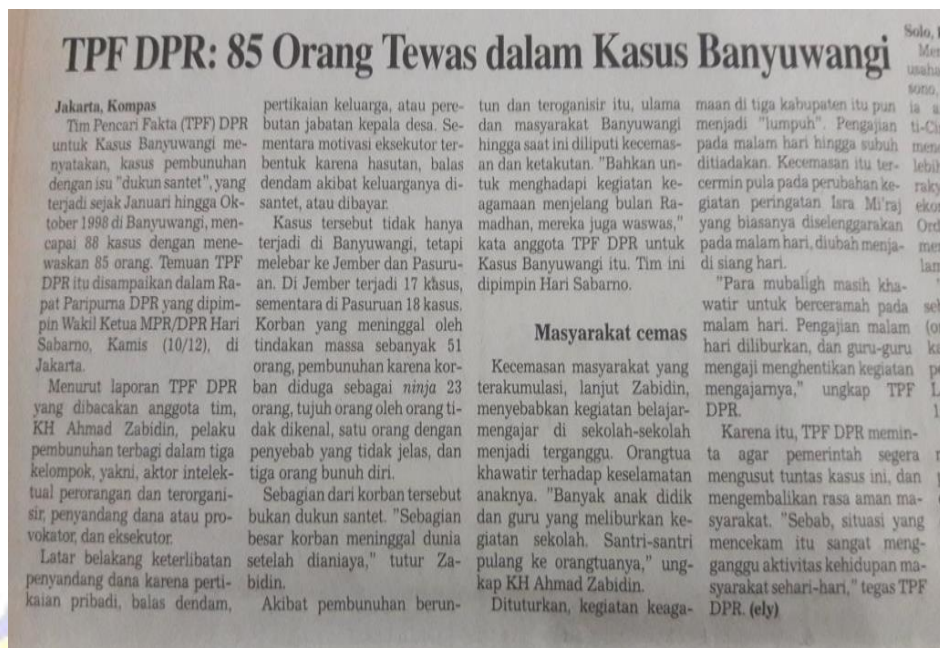 TPF DPR: 85 Orang Tewas dalam Kasus Banyuwangi
Jakarta, Kompas
Tim Pencari Fakta (TPF) DPR
untuk Kasus Banyuwangi me-
nyatakan, kasus pembunuhan
dengan isu "dukun santet", yang
terjadi sejak Januari hingga Ok-
tober 1998 di Banyuwangi, men-
capai 88 kasus dengan mene-
waskan 85 orang. Temuan TPF
DPR itu disampaikan dalam Ra-
pat Paripurna DPR yang dipim-
pin Wakil Ketua MPR/DPR Hari
Sabarno, Kamis (10/12), di
Jakarta.
Menurut laporan TPF DPR
yang dibacakan anggota tim,
KH Ahmad Zabidin, pelaku
pembunuhan terbagi dalam tiga
kelompok, yakni, aktor intelek-
tual perorangan dan terorgani-
sir, penyandang dana atau pro-
vokator, dan eksekutor.
Latar belakang keterlibatan
penyandang dana karena perti-
kaian pribadi, balas dendam,
pertikaian keluarga, atau pere-
butan jabatan kepala desa. Se-
mentara motivasi eksekutor ter-
bentuk karena hasutan, balas
dendam akibat keluarganya di-
santet, atau dibayar.
Kasus tersebut tidak hanya
terjadi di Banyuwangi, tetapi
melebar ke Jember dan Pasuru-
an. Di Jember terjadi 17 kasus,
sementara di Pasuruan 18 kasus.
Korban yang meninggal oleh
tindakan massa sebanyak 51
orang, pembunuhan karena kor-
ban diduga sebagai ninja 23
orang, tujuh orang oleh orang ti-
dak dikenal, satu orang dengan
penyebab yang tidak jelas, dan
tiga orang bunuh diri.
Sebagian dari korban tersebut
bukan dukun santet. "Sebagian
besar korban meninggal dunia
setelah dianiaya," tutur Za-
bidin.
Akibat pembunuhan berun-
tun dan teroganisir itu, ulama
dan masyarakat Banyuwangi
hingga saat ini diliputi kecemas-
an dan ketakutan. "Bahkan un-
tuk menghadapi kegiatan ke-
agamaan menjelang bulan Ra-
madhan, mereka juga waswas,"
kata anggota TPF DPR untuk
Kasus Banyuwangi itu. Tim ini
dipimpin Hari Sabarno.
Masyarakat cemas
Kecemasan masyarakat yang
terakumulasi, lanjut Zabidin,
menyebabkan kegiatan belajar-
mengajar di sekolah-sekolah
menjadi terganggu. Orangtua
khawatir terhadap keselamatan
anaknya. "Banyak anak didik
dan guru yang meliburkan ke-
giatan sekolah. Santri-santri
pulang ke orangtuanya," ung-
kap KH Ahmad Zabidin.
Dituturkan, kegiatan keaga-
maan di tiga kabupaten itu pun
menjadi "lumpuh". Pengajian
pada malam hari hingga subuh
ditiadakan. Kecemasan itu ter-
cermin pula pada perubahan ke-
giatan peringatan Isra Mi'raj
yang biasanya diselenggarakan
pada malam hari, diubah menja-
di siang hari.
"Para mubaligh masih kha-
watir untuk berceramah pada
malam hari. Pengajian malam
hari diliburkan, dan guru-guru
mengaji menghentikan kegiatan
mengajarnya," ungkap TPF
DPR.
Karena itu, TPF DPR memin-
ta agar pemerintah segera
mengusut tuntas kasus ini, dan
mengembalikan rasa aman ma-
syarakat. "Sebab, situasi yang
mencekam itu sangat meng-
ganggu aktivitas kehidupan ma-
syarakat sehari-hari," tegas TPF
DPR. (ely)
Solo,